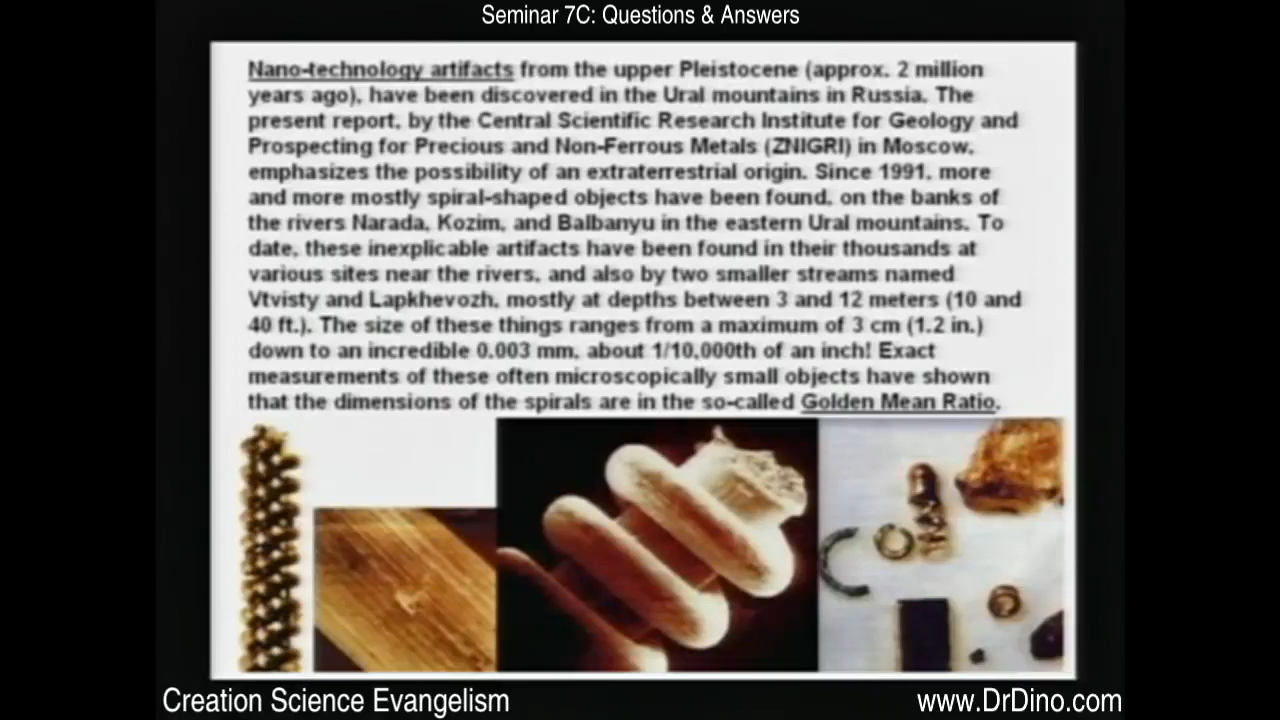 Seminar 7C: Questions & Answers
Nano-technology artifacts from the upper Pleistocene (approx. 2 million
years ago), have been discovered in the Ural mountains in Russia. The
present report, by the Central Scientific Research Institute for Geology and
Prospecting for Precious and Non-Ferrous Metals (ZNIGRI) in Moscow,
emphasizes the possibility of an extraterrestrial origin. Since 1991, more
and more mostly spiral-shaped objects have been found, on the banks of
the rivers Narada, Kozim, and Balbanyu in the eastern Ural mountains. To
date, these inexplicable artifacts have been found in their thousands at
various sites near the rivers, and also by two smaller streams named
Vtvisty and Lapkhevozh, mostly at depths between 3 and 12 meters (10 and
40 ft.). The size of these things ranges from a maximum of 3 cm (1.2 in.)
down to an incredible 0.003 mm, about 1/10,000th of an inch! Exact
measurements of these often microscopically small objects have shown
that the dimensions of the spirals are in the so-called Golden Mean Ratio.
Creation Science Evangelism
www.DrDino.com